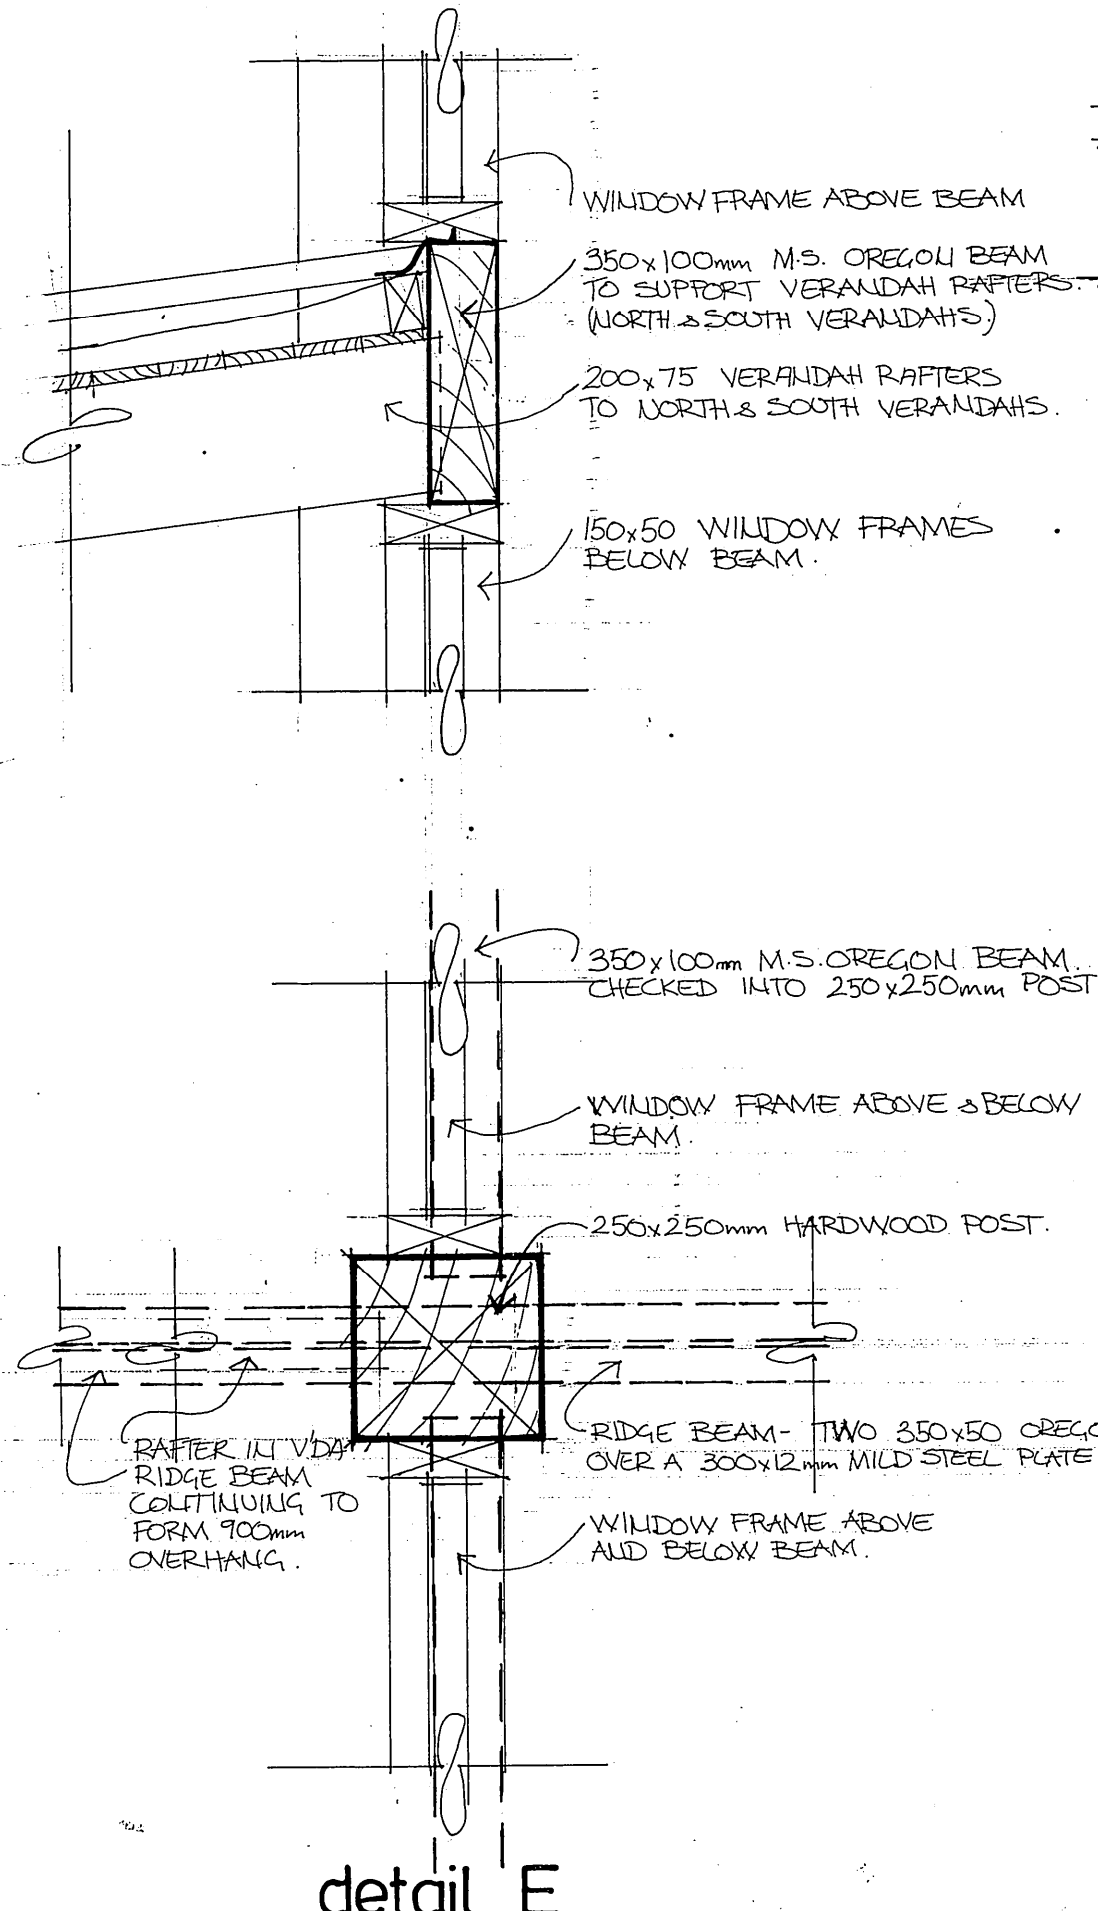 WINDOW FRAME ABOVE BEAM
350x100mm M.S. OREGON BEAM
TO SUPPORT VERANDAH RAFTERS.
(NORTH & SOUTH VERANDAHS.)
200x75 VERANDAH RAFTERS
TO NORTH & SOUTH VERANDAHS.
150x50 WINDOW FRAMES
BELOW BEAM.
350x100mm M.S. OREGON BEAM.
CHECKED INTO 250x250mm POST
WINDOW FRAME ABOVE & BELOW
BEAM.
250x250mm HARDWOOD POST.
RIDGE BEAM- TWO 350x50 OREGO
OVER A 300x12mm MILD STEEL PLATE
RAFTER IN V'DA
RIDGE BEAM
CONTINUING TO
FORM 900mm
OVERHANG.
WINDOW FRAME ABOVE
AND BELOW BEAM.
detail E